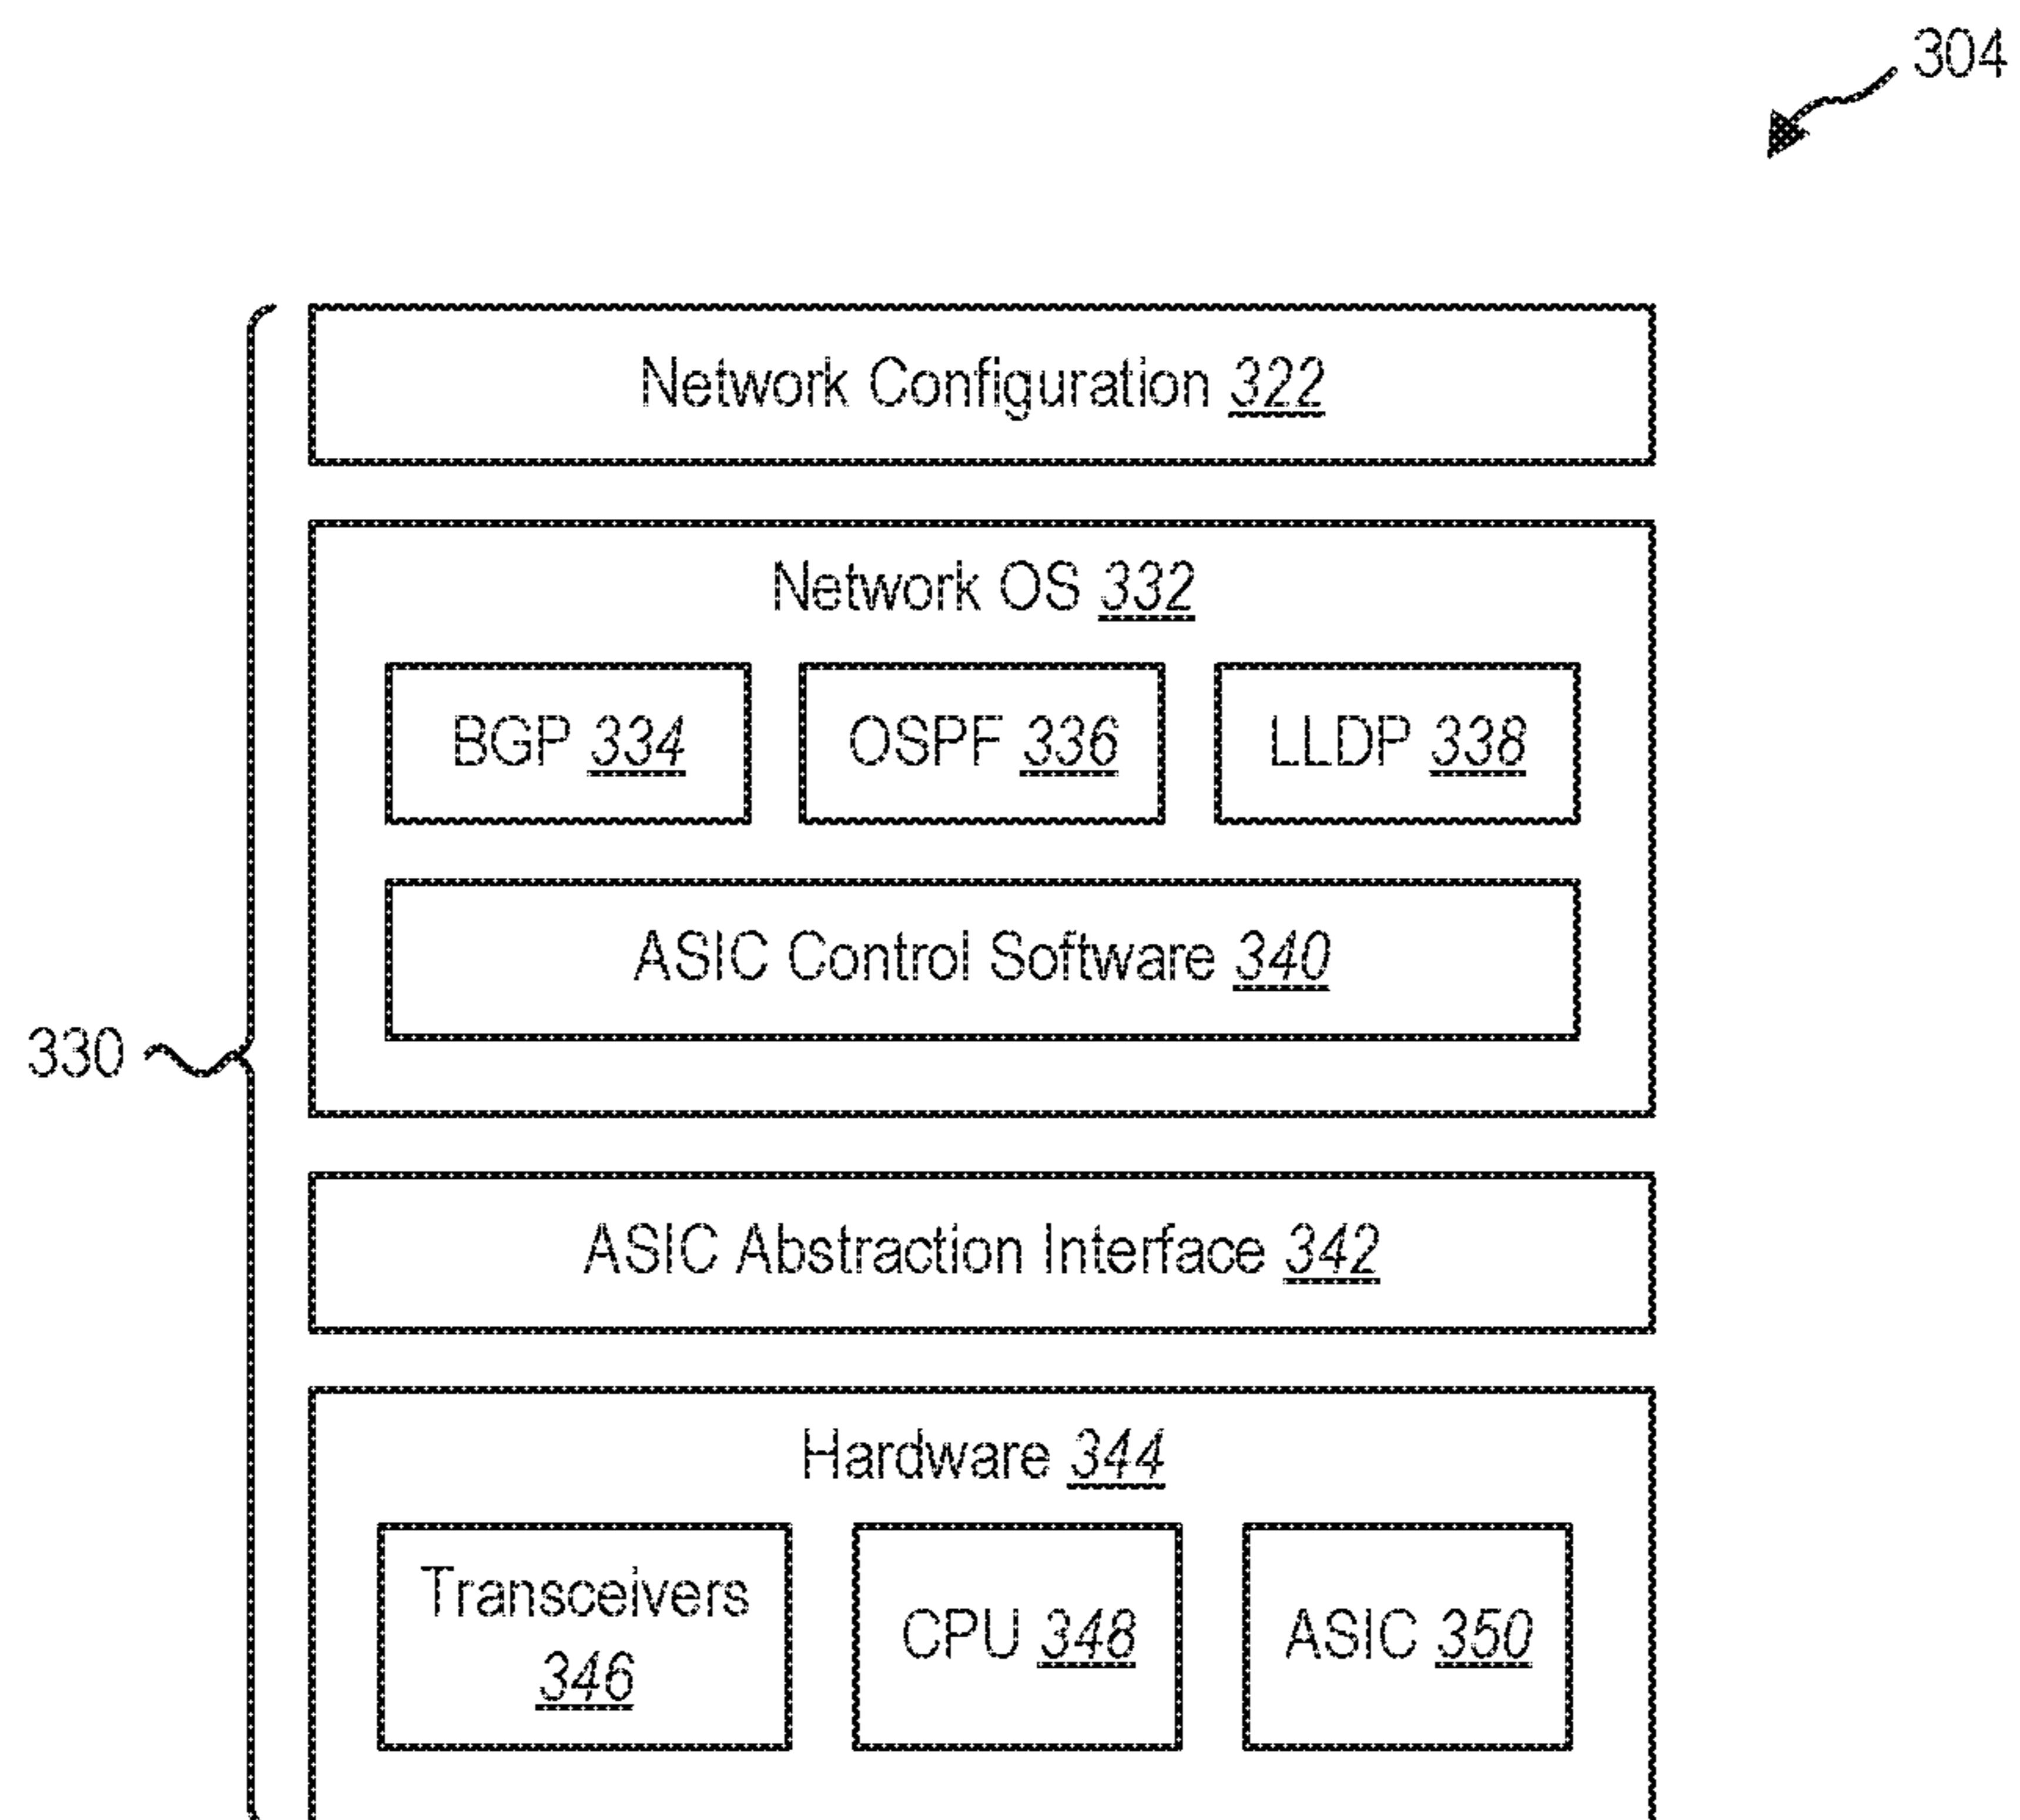 304
Network Configuration 322
Network OS 332
BGP 334
OSPF 336
LLDP 338
ASIC Control Software 340
330
ASIC Abstraction Interface 342
Hardware 344
Transceivers
346
CPU 348
ASIC 350